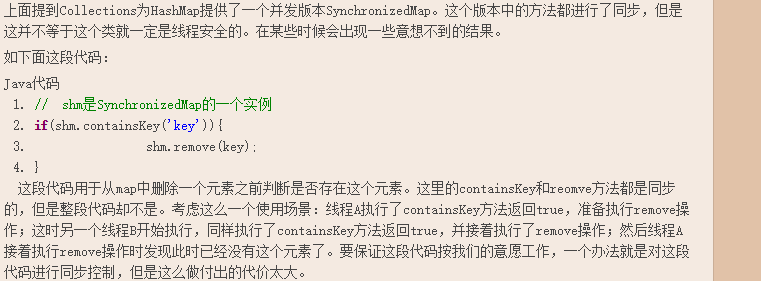 上面提到Collections为HashMap提供了一个并发版本SynchronizedMap。这个版本中的方法都进行了同步，但是
这并不等于这个类就一定是线程安全的。在某些时候会出现一些意想不到的结果。
如下面这段代码：
Java代码
1. //  shm是SynchronizedMap的一个实例
2. if(shm.containsKey('key')){
3.         shm.remove(key);
4. }
这段代码用于从map中删除一个元素之前判断是否存在这个元素。这里的containsKey和reomve方法都是同步
的，但是整段代码却不是。考虑这么一个使用场景：线程A执行了containsKey方法返回true，准备执行remove操
作；这时另一个线程B开始执行，同样执行了containsKey方法返回true，并接着执行了remove操作；然后线程A
接着执行remove操作时发现此时已经没有这个元素了。要保证这段代码按我们的意愿工作，一个办法就是对这段
代码进行同步控制，但是这么做付出的代价太大。